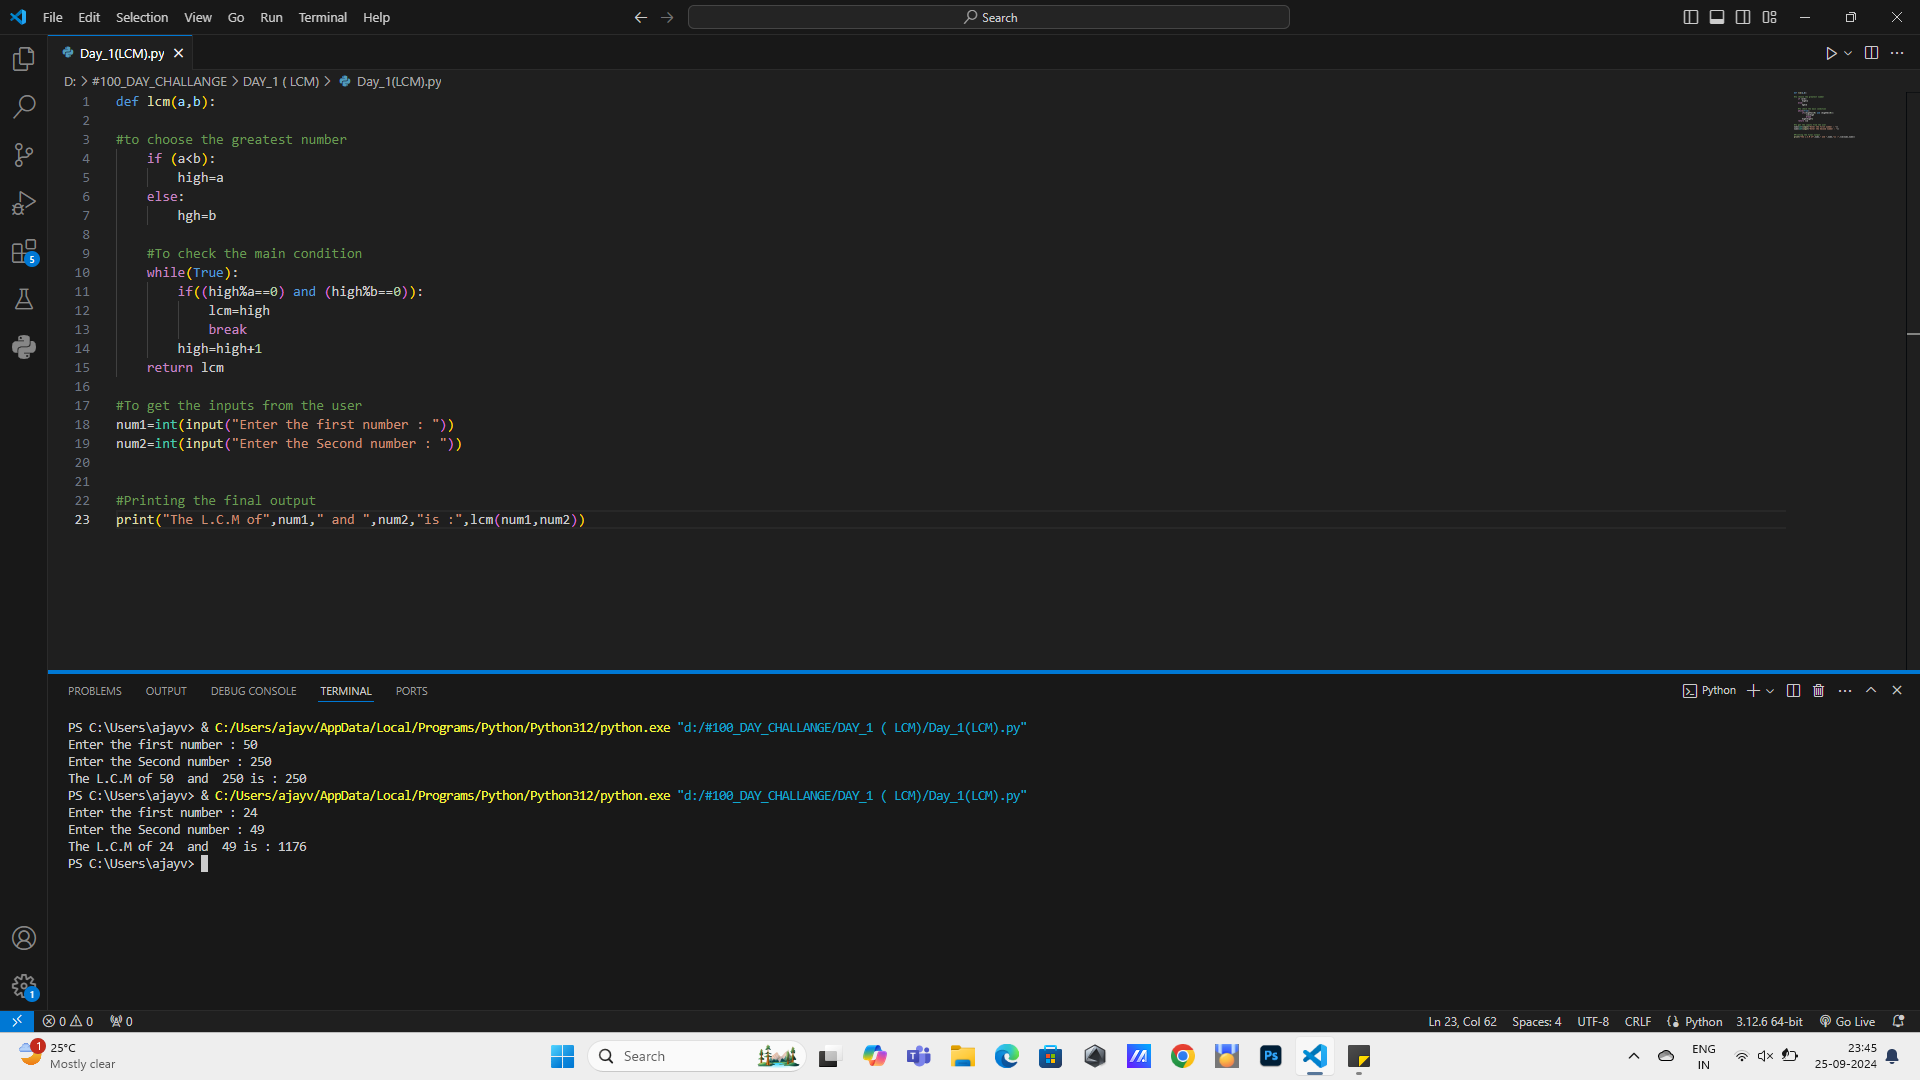 File Edit Selection View Go Run Terminal Help
Search
Day_1(LCM).py
D: > #100_DAY_CHALLANGE > DAY_1 ( LCM) > Day_1(LCM).py
1 def lcm(a,b):
2
3 #to choose the greatest number
4 if (a<b):
5 high=a
6 else:
7 hgh=b
8
9 #To check the main condition
10 while(True):
11 if((high%a==0) and (high%b==0)):
12 lcm=high
13 break
14 high=high+1
15 return lcm
16
17 #To get the inputs from the user
18 num1=int(input("Enter the first number : "))
19 num2=int(input("Enter the Second number : "))
20
21
22 #Printing the final output
23 print("The L.C.M of",num1," and ",num2,"is :",lcm(num1,num2))
5
PROBLEMS OUTPUT DEBUG CONSOLE TERMINAL PORTS
Python
PS C:\Users\ajayv> & C:/Users/ajayv/AppData/Local/Programs/Python/Python312/python.exe "d:/#100_DAY_CHALLANGE/DAY_1 ( LCM)/Day_1(LCM).py"
Enter the first number : 50
Enter the Second number : 250
The L.C.M of 50  and  250 is : 250
PS C:\Users\ajayv> & C:/Users/ajayv/AppData/Local/Programs/Python/Python312/python.exe "d:/#100_DAY_CHALLANGE/DAY_1 ( LCM)/Day_1(LCM).py"
Enter the first number : 24
Enter the Second number : 49
The L.C.M of 24  and  49 is : 1176
PS C:\Users\ajayv>
1
0 0 0
Ln 23, Col 62 Spaces: 4 UTF-8 CRLF Python 3.12.6 64-bit Go Live
1
25°C
Mostly clear
Search
Ps
ENG
IN
23:45
25-09-2024